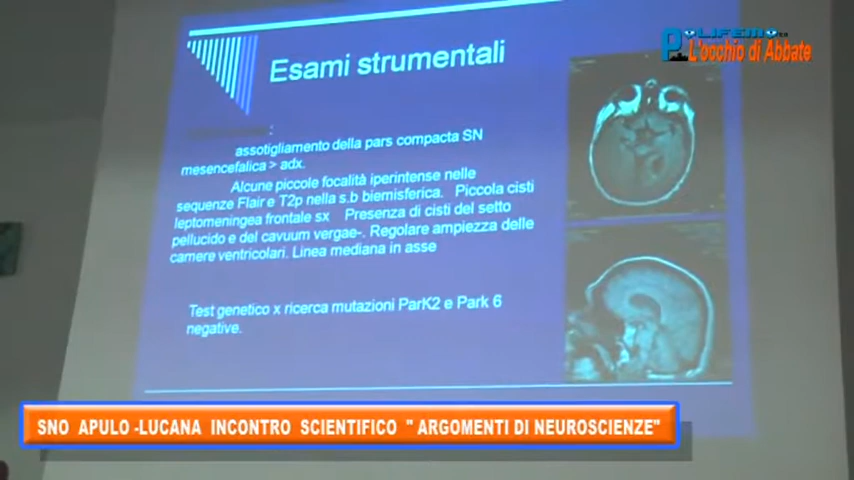 POLIFEMO
L'occhio di Abbate
Esami strumentali
:
assotigliamento della pars compacta SN
mesencefalica > adx.
Alcune piccole focalità iperintense nelle
sequenze Flair e T2p nella s.b biemisferica. Piccola cisti
leptomeningea frontale sx Presenza di cisti del setto
pellucido e del cavuum vergae-. Regolare ampiezza delle
camere ventricolari. Linea mediana in asse
Test genetico x ricerca mutazioni ParK2 e Park 6
negative.
SNO APULO -LUCANA INCONTRO SCIENTIFICO " ARGOMENTI DI NEUROSCIENZE"